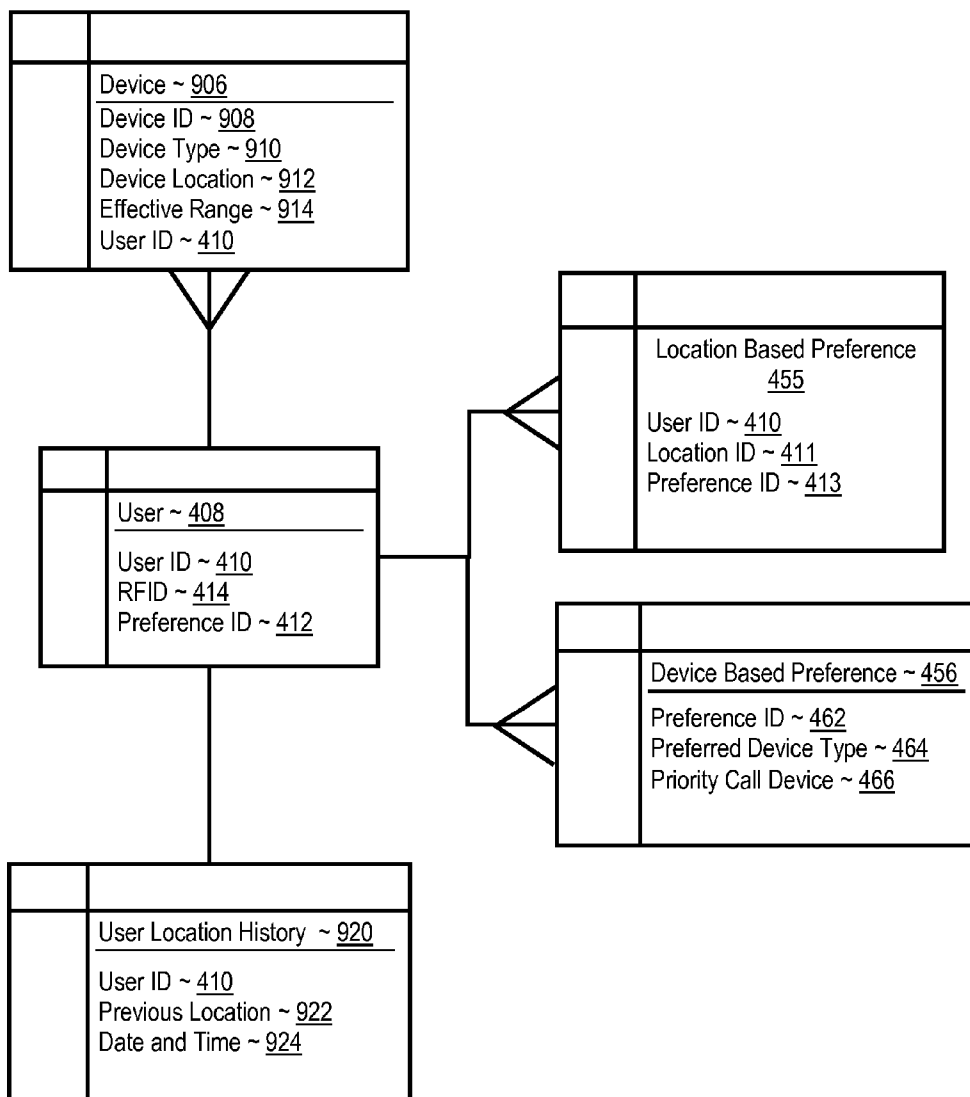 Device ~ 906
Device ID ~ 908
Device Type ~ 910
Device Location ~ 912
Effective Range ~ 914
User ID ~ 410
Location Based Preference
455
User ID ~ 410
Location ID ~ 411
Preference ID ~ 413
User ~ 408
User ID ~ 410
RFID ~ 414
Preference ID ~ 412
Device Based Preference ~ 456
Preference ID ~ 462
Preferred Device Type ~ 464
Priority Call Device ~ 466
User Location History ~ 920
User ID ~ 410
Previous Location ~ 922
Date and Time ~ 924